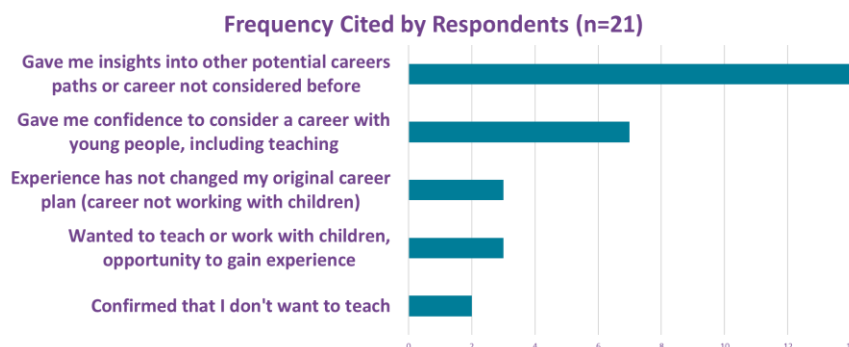 Frequency Cited by Respondents (n=21)
Gave me insights into other potential careers
paths or career not considered before
Gave me confidence to consider a career with
young people, including teaching
Experience has not changed my original career
plan (career not working with children)
Wanted to teach or work with children,
opportunity to gain experience
Confirmed that I don't want to teach
0 2 4 6 8 10 12